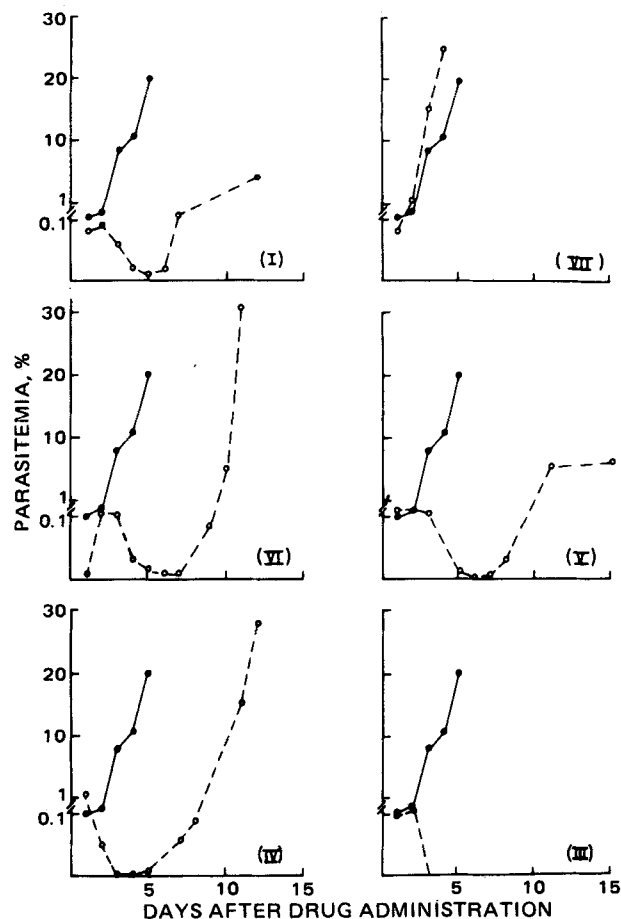 30
20
10
1
0.1
(I)
(VII)
30
20
10
1
0.1
(VI)
(V)
30
20
10
1
0.1
(IV)
(III)
0 5 10 15
5 10 15
PARASITEMIA, %
DAYS AFTER DRUG ADMINISTRATION